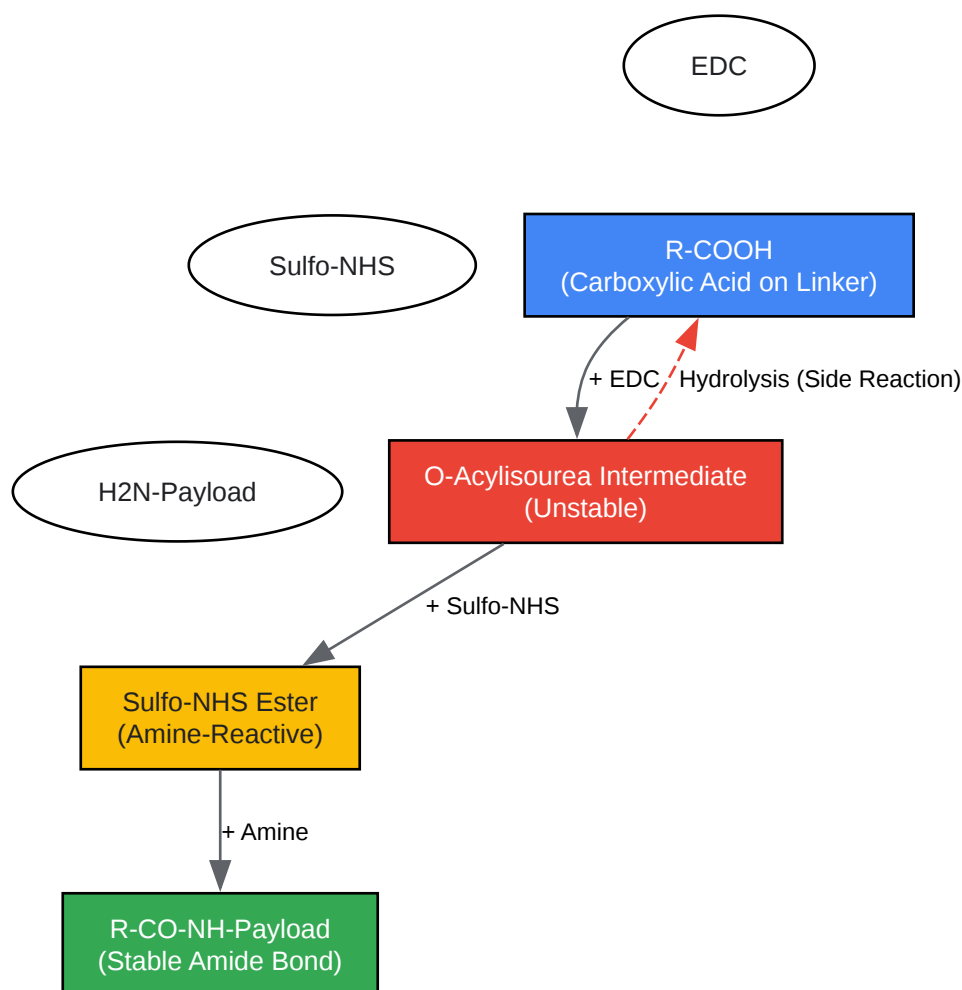 EDC
Sulfo-NHS
R-COOH
(Carboxylic Acid on Linker)
+ EDC
Hydrolysis (Side Reaction)
H2N-Payload
O-Acylisourea Intermediate
(Unstable)
+ Sulfo-NHS
Sulfo-NHS Ester
(Amine-Reactive)
+ Amine
R-CO-NH-Payload
(Stable Amide Bond)